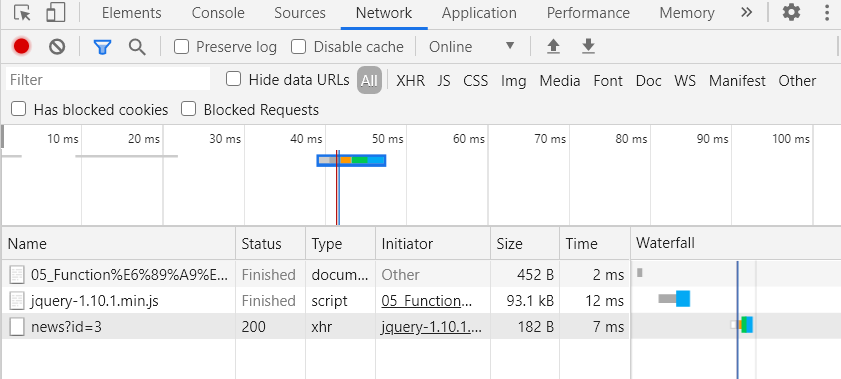 Elements Console Sources Network Application Performance Memory »
Preserve log Disable cache Online ▼
Filter Hide data URLs All XHR JS CSS Img Media Font Doc WS Manifest Other
Has blocked cookies Blocked Requests
10 ms 20 ms 30 ms 40 ms 50 ms 60 ms 70 ms 80 ms 90 ms 100 ms
Name Status Type Initiator Size Time Waterfall
05_Function%E6%89%A9%E... Finished docum... Other 452 B 2 ms
jquery-1.10.1.min.js Finished script 05_Function... 93.1 kB 12 ms
news?id=3 200 xhr jquery-1.10.1.... 182 B 7 ms